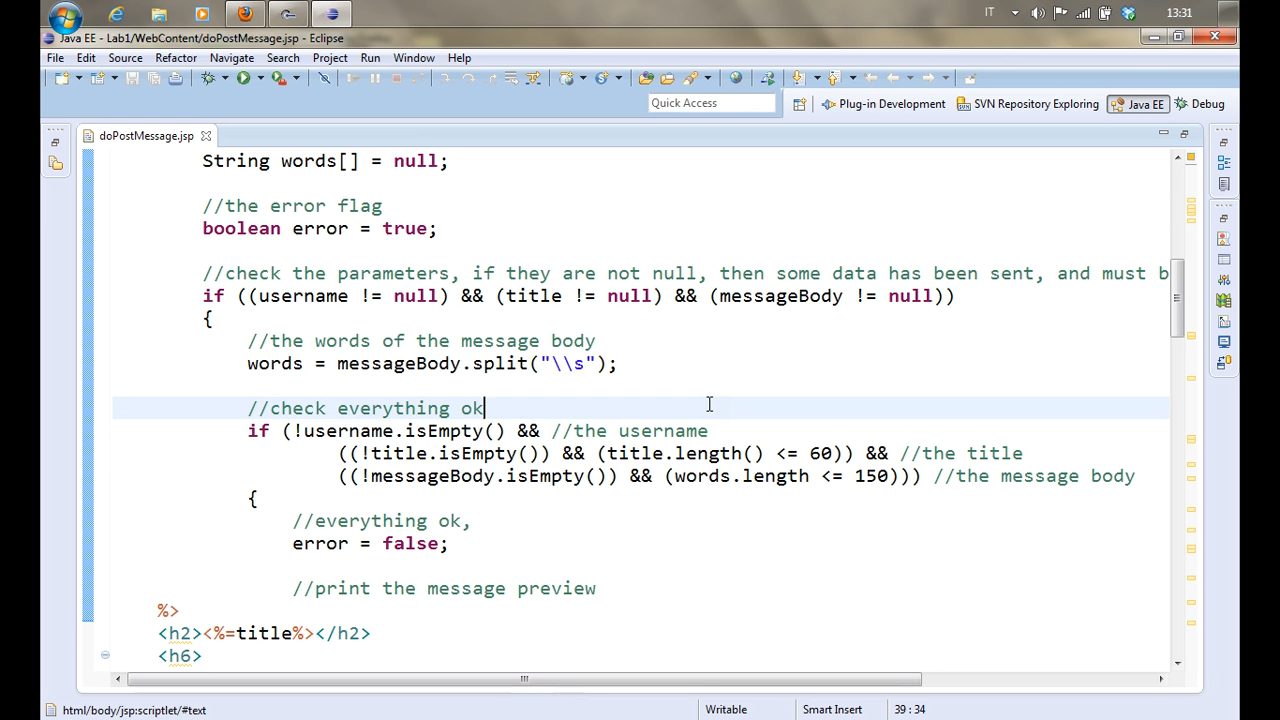 IT
13:31
Java EE - Lab1/WebContent/doPostMessage.jsp - Eclipse
File Edit Source Refactor Navigate Search Project Run Window Help
Quick Access
Plug-in Development
SVN Repository Exploring
Java EE
Debug
doPostMessage.jsp
String words[] = null;
//the error flag
boolean error = true;
//check the parameters, if they are not null, then some data has been sent, and must b
if ((username != null) && (title != null) && (messageBody != null))
{
//the words of the message body
words = messageBody.split("\\s");
//check everything ok
if (!username.isEmpty() && //the username
((!title.isEmpty()) && (title.length() <= 60)) && //the title
((!messageBody.isEmpty()) && (words.length <= 150))) //the message body
{
//everything ok,
error = false;
//print the message preview
%>
<h2><%=title%></h2>
<h6>
html/body/jsp:scriptlet/#text
Writable
Smart Insert
39 : 34